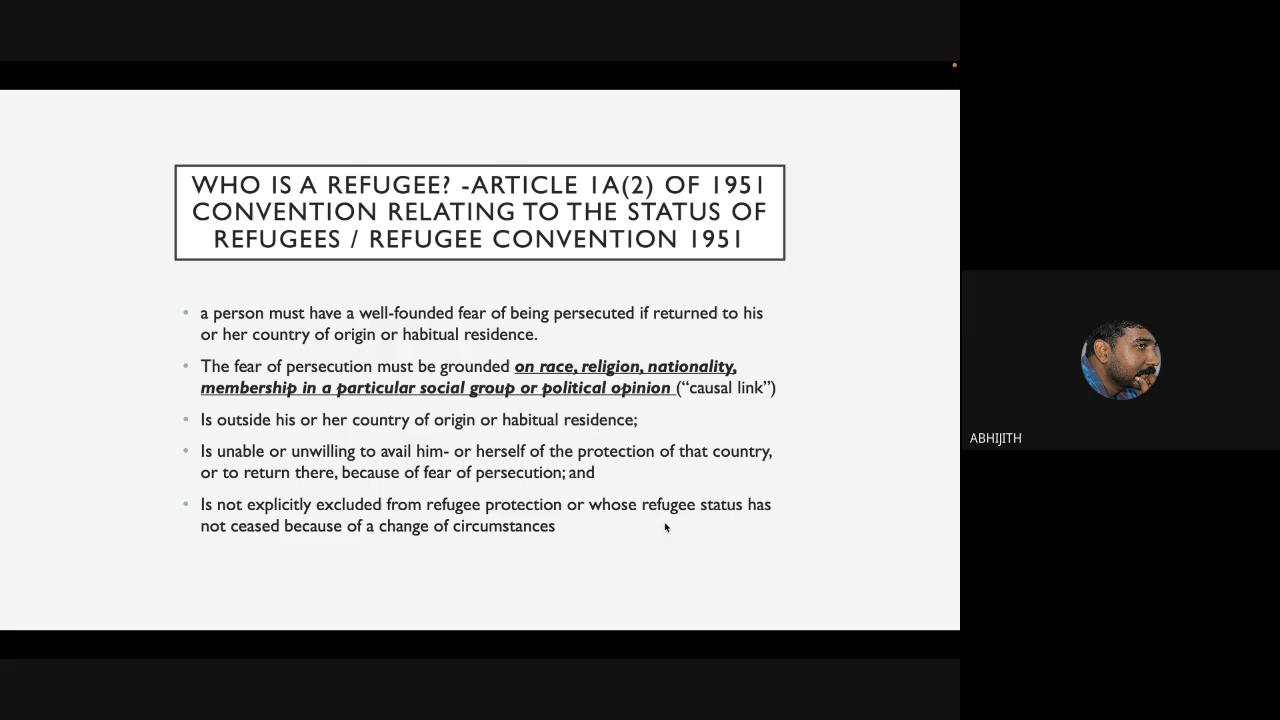 WHO IS A REFUGEE? -ARTICLE 1A(2) OF 1951
CONVENTION RELATING TO THE STATUS OF
REFUGEES / REFUGEE CONVENTION 1951
• a person must have a well-founded fear of being persecuted if returned to his
or her country of origin or habitual residence.
• The fear of persecution must be grounded on race, religion, nationality,
membership in a particular social group or political opinion (“causal link”)
• Is outside his or her country of origin or habitual residence;
• Is unable or unwilling to avail him- or herself of the protection of that country,
or to return there, because of fear of persecution; and
• Is not explicitly excluded from refugee protection or whose refugee status has
not ceased because of a change of circumstances
ABHIJITH